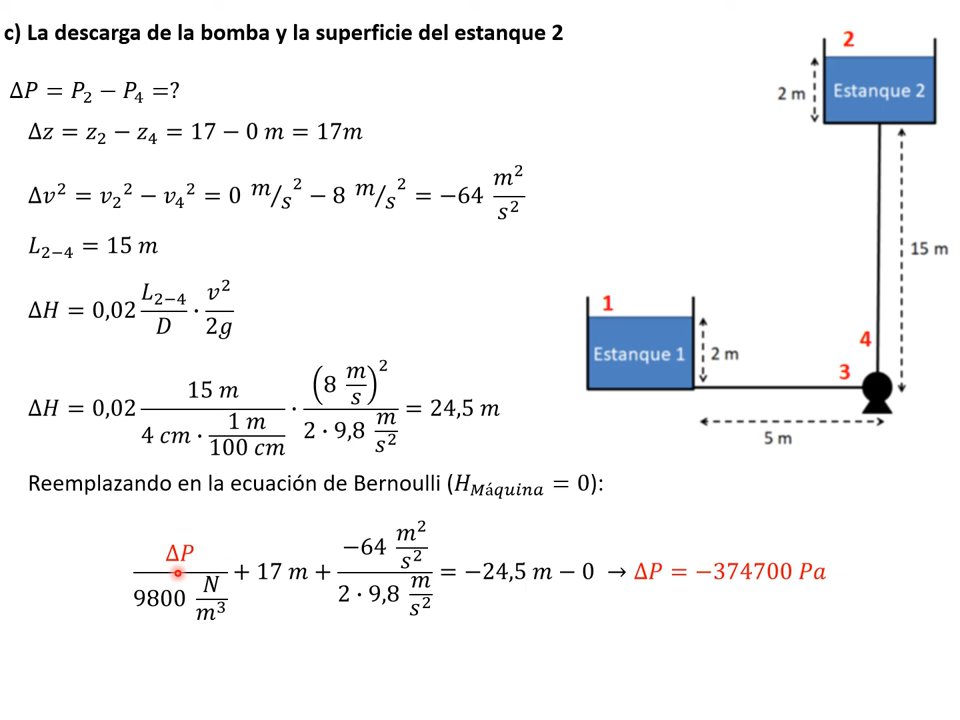 c) La descarga de la bomba y la superficie del estanque 2
ΔP = P₂ − P₄ =?
Δz = z₂ − z₄ = 17 − 0 m = 17m
Δv² = v₂² − v₄² = 0 m/s² − 8 m/s² = −64 m²/s²
L₂₋₄ = 15 m
ΔH = 0,02 L₂₋₄/D · v²/2g
ΔH = 0,02 15 m/(4 cm · 1 m/100 cm) · (8 m/s)²/(2 · 9,8 m/s²) = 24,5 m
Reemplazando en la ecuación de Bernoulli (H_Máquina = 0):
ΔP/(9800 N/m³) + 17 m + (−64 m²/s²)/(2 · 9,8 m/s²) = −24,5 m − 0 → ΔP = −374700 Pa
2
2 m
Estanque 2
15 m
1
Estanque 1
2 m
4
3
5 m